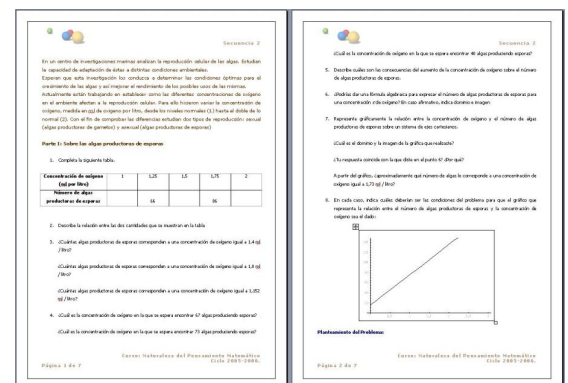 Secuencia 2
En un centro de investigaciones marinas analizan la reproducción celular de las algas. Estudian
la capacidad de adaptación de éstas a distintas condiciones ambientales.
Esperan que esta investigación los conduzca a determinar las condiciones óptimas para el
crecimiento de las algas y así mejorar el rendimiento de los posibles usos de las mismas.
Actualmente están trabajando en establecer como las diferentes concentraciones de oxígeno
en el ambiente afectan a la reproducción celular. Para ello hicieron variar la concentración de
oxígeno, medida en cc/ de oxígeno por litro, desde los niveles normales (1) hasta el doble de lo
normal (2). Con el fin de comprobar las diferencias estudian dos tipos de reproducción: sexual
(algas productoras de gametos) y asexual (algas productoras de esporas)
Parte I: Sobre las algas productoras de esporas
1. Completa la siguiente tabla.
Concentración de oxígeno 1 1,25 1,5 1,75 2
por litro)
Número de algas
productoras de esporas 66 86
2. Describe la relación entre las dos cantidades que se muestran en la tabla
3. ¿Cuántas algas productoras de esporas corresponden a una concentración de oxígeno igual a 1,4
/litro?
¿Cuántas algas productoras de esporas corresponden a una concentración de oxígeno igual a
/litro?
¿Cuántas algas productoras de esporas corresponden a una concentración de oxígeno igual a
/litro?
4. ¿Cuál es la concentración de oxígeno en la que se espera encontrar 67 algas produciendo esporas?
¿Cuál es la concentración de oxígeno en la que se espera encontrar 73 algas produciendo esporas?
Curso: Naturaleza del Pensamiento Matemático
Ciclo 2005-2006.
Página 1 de 7
Secuencia 2
¿Cuál es la concentración de oxígeno en la que se espera encontrar 40 algas produciendo esporas?
5. Describe cuáles son las consecuencias del aumento de la concentración de oxígeno sobre el número
de algas productoras de esporas.
6. ¿Podrías dar una fórmula algebraica para expresar el número de algas productoras de esporas para
una concentración n de oxígeno? En caso afirmativo, indica dominio e imagen
7. Representa gráficamente la relación entre la concentración de oxígeno y el número de algas
productoras de esporas sobre un sistema de ejes cartesianos.
¿Cuál es el dominio y la imagen de la gráfica que realizaste?
¿Tu respuesta coincide con la que diste en el punto 6? ¿Por qué?
A partir del gráfico, ¿aproximadamente qué número de algas le corresponde a una concentración de
oxígeno igual a 1,73 /litro?
8. En cada caso, indica cuáles deberían ser las condiciones del problema para que el gráfico que
representa la relación entre el número de algas productoras de esporas y la concentración de
oxígeno sea el dado:
Planteamiento del Problema:
Curso: Naturaleza del Pensamiento Matemático
Ciclo 2005-2006.
Página 2 de 7